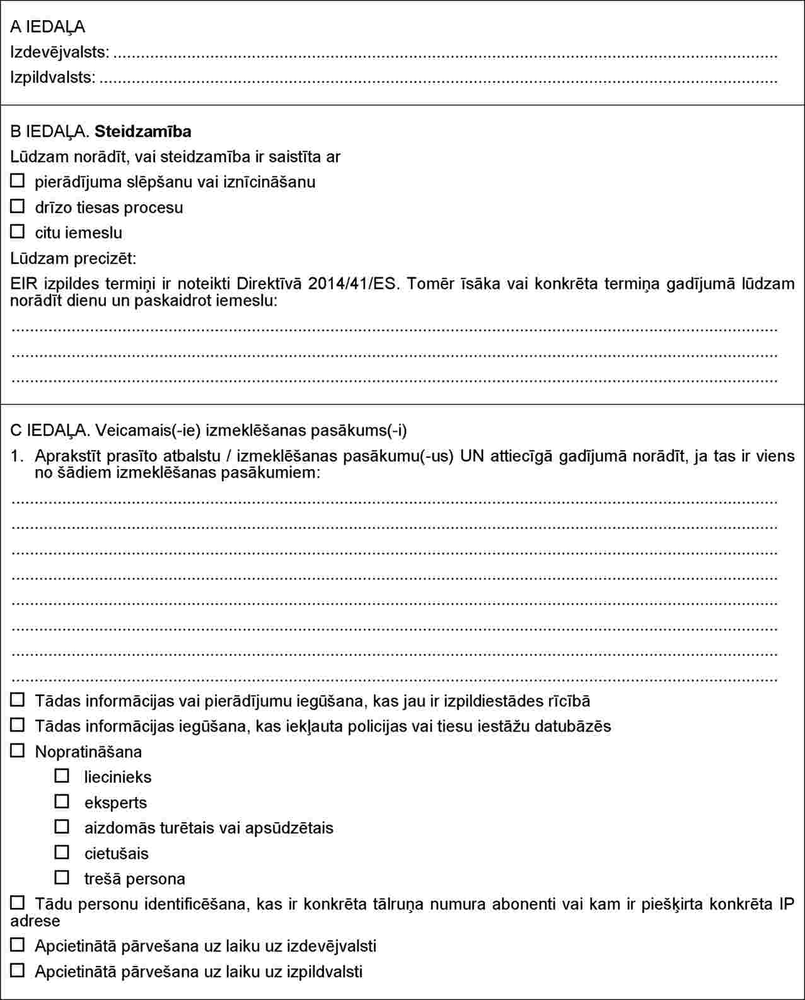 A IEDAĻA
Izdevējvalsts: ................................................................................
Izpildvalsts: ................................................................................
B IEDAĻA. Steidzamība
Lūdzam norādīt, vai steidzamība ir saistīta ar
☐ pierādījuma slēpšanu vai iznīcināšanu
☐ drīzo tiesas procesu
☐ citu iemeslu
Lūdzam precizēt:
EIR izpildes termiņi ir noteikti Direktīvā 2014/41/ES. Tomēr īsāka vai konkrēta termiņa gadījumā lūdzam
norādīt dienu un paskaidrot iemeslu:
................................................................................
................................................................................
................................................................................
C IEDAĻA. Veicamais(-ie) izmeklēšanas pasākums(-i)
1. Aprakstīt prasīto atbalstu / izmeklēšanas pasākumu(-us) UN attiecīgā gadījumā norādīt, ja tas ir viens
no šādiem izmeklēšanas pasākumiem:
................................................................................
................................................................................
................................................................................
................................................................................
................................................................................
................................................................................
................................................................................
................................................................................
☐ Tādas informācijas vai pierādījumu iegūšana, kas jau ir izpildiestādes rīcībā
☐ Tādas informācijas iegūšana, kas iekļauta policijas vai tiesu iestāžu datubāzēs
☐ Nopratināšana
☐ liecinieks
☐ eksperts
☐ aizdomās turētais vai apsūdzētais
☐ cietušais
☐ trešā persona
☐ Tādu personu identificēšana, kas ir konkrēta tālruņa numura abonenti vai kam ir piešķirta konkrēta IP
adrese
☐ Apcietinātā pārvešana uz laiku uz izdevējvalsti
☐ Apcietinātā pārvešana uz laiku uz izpildvalsti